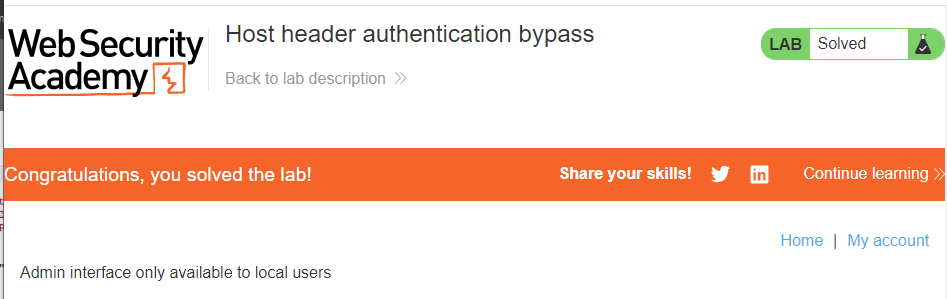 Web Security
Academy
Host header authentication bypass
Back to lab description
LAB Solved
Congratulations, you solved the lab!
Share your skills!
Continue learning
Home | My account
Admin interface only available to local users